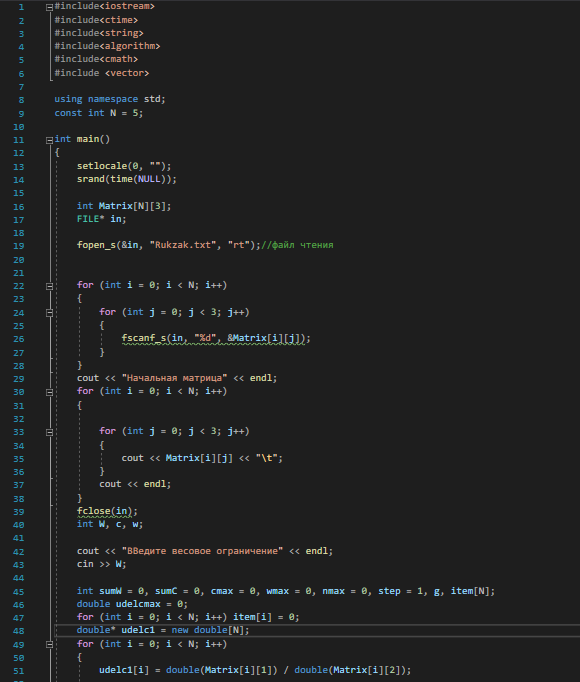 1 #include<iostream>
2 #include<ctime>
3 #include<string>
4 #include<algorithm>
5 #include<cmath>
6 #include <vector>
7
8 using namespace std;
9 const int N = 5;
10
11 int main()
12 {
13 setlocale(0, "");
14 srand(time(NULL));
15
16 int Matrix[N][3];
17 FILE* in;
18
19 fopen_s(&in, "Rukzak.txt", "rt");//файл чтения
20
21
22 for (int i = 0; i < N; i++)
23 {
24 for (int j = 0; j < 3; j++)
25 {
26 fscanf_s(in, "%d", &Matrix[i][j]);
27 }
28 }
29 cout << "Начальная матрица" << endl;
30 for (int i = 0; i < N; i++)
31 {
32
33 for (int j = 0; j < 3; j++)
34 {
35 cout << Matrix[i][j] << "\t";
36 }
37 cout << endl;
38 }
39 fclose(in);
40 int W, c, w;
41
42 cout << "ВВедите весовое ограничение" << endl;
43 cin >> W;
44
45 int sumW = 0, sumC = 0, cmax = 0, wmax = 0, nmax = 0, step = 1, g, item[N];
46 double udelcmax = 0;
47 for (int i = 0; i < N; i++) item[i] = 0;
48 double* udelc1 = new double[N];
49 for (int i = 0; i < N; i++)
50 {
51 udelc1[i] = double(Matrix[i][1]) / double(Matrix[i][2]);